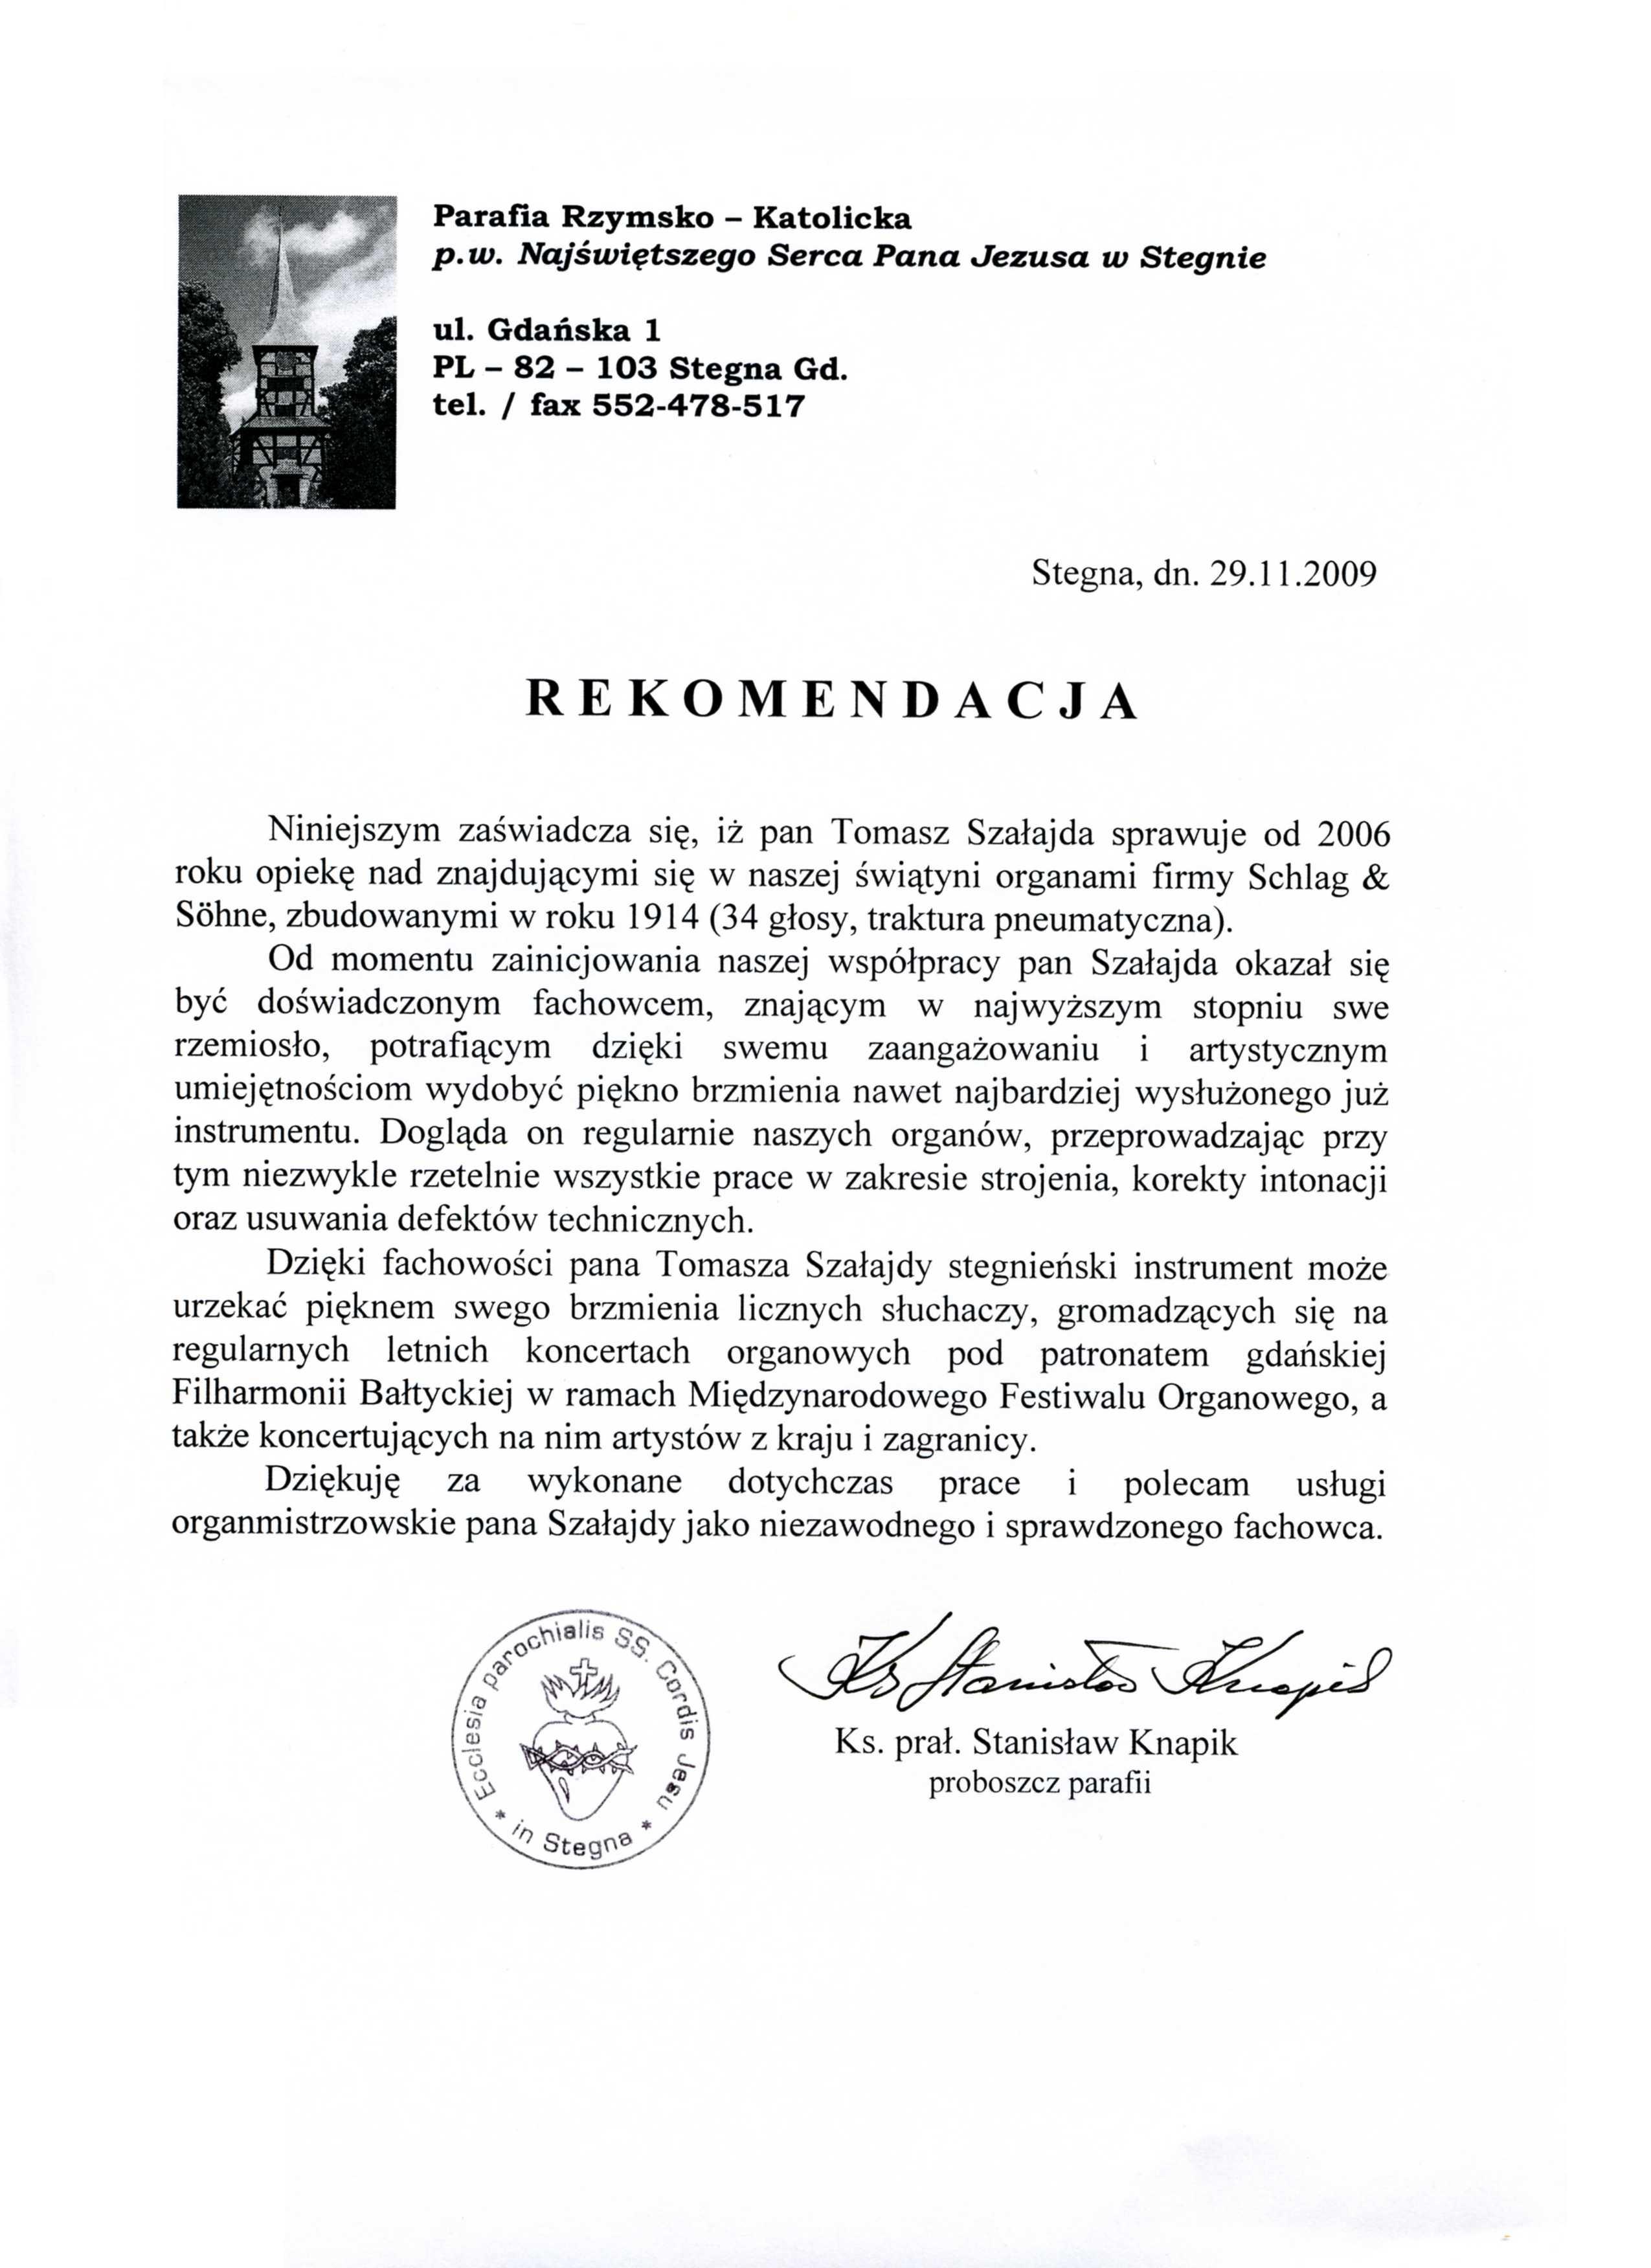 Parafia Rzymsko – Katolicka
p.w. Najświętszego Serca Pana Jezusa w Stegnie
ul. Gdańska 1
PL – 82 – 103 Stegna Gd.
tel. / fax 552-478-517
Stegna, dn. 29.11.2009
REKOMENDACJA
Niniejszym zaświadcza się, iż pan Tomasz Szałajda sprawuje od 2006
roku opiekę nad znajdującymi się w naszej świątyni organami firmy Schlag &
Söhne, zbudowanymi w roku 1914 (34 głosy, traktura pneumatyczna).
Od momentu zainicjowania naszej współpracy pan Szałajda okazał się
być doświadczonym fachowcem, znającym w najwyższym stopniu swe
rzemiosło, potrafiącym dzięki swemu zaangażowaniu i artystycznym
umiejętnościom wydobyć piękno brzmienia nawet najbardziej wysłużonego już
instrumentu. Dogląda on regularnie naszych organów, przeprowadzając przy
tym niezwykle rzetelnie wszystkie prace w zakresie strojenia, korekty intonacji
oraz usuwania defektów technicznych.
Dzięki fachowości pana Tomasza Szałajdy stegnieński instrument może
urzekać pięknem swego brzmienia licznych słuchaczy, gromadzących się na
regularnych letnich koncertach organowych pod patronatem gdańskiej
Filharmonii Bałtyckiej w ramach Międzynarodowego Festiwalu Organowego, a
także koncertujących na nim artystów z kraju i zagranicy.
Dziękuję za wykonane dotychczas prace i polecam usługi
organmistrzowskie pana Szałajdy jako niezawodnego i sprawdzonego fachowca.
Ecclesia parochialis SS. Cordis Jesu
* in Stegna *
Ks Stanisław Knapik
Ks. prał. Stanisław Knapik
proboszcz parafii